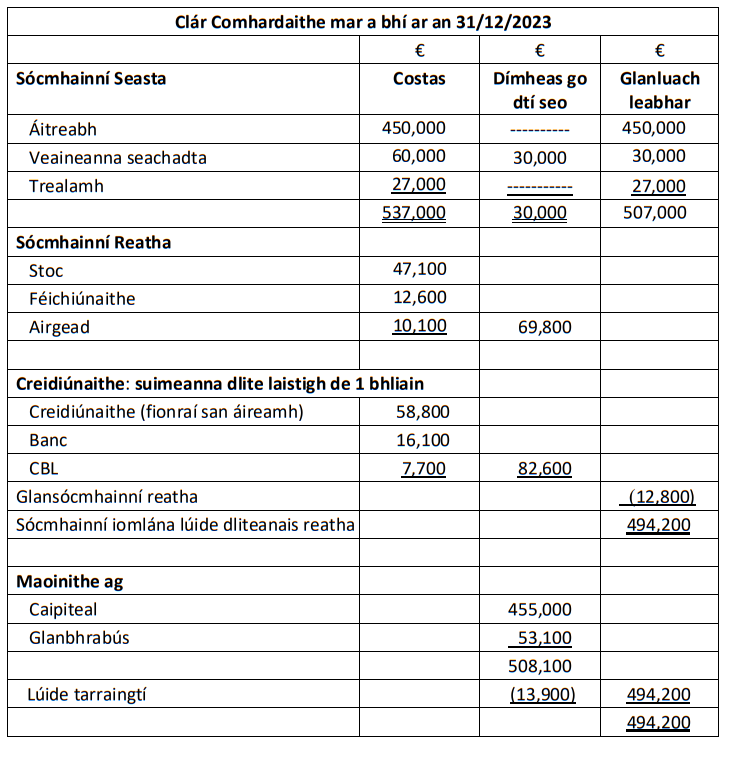 Clár Comhardaithe mar a bhí ar an 31/12/2023
€ € €
Sócmhainní Seasta Costas Dímheas go dtí seo Glanluach leabhar
Áitreabh 450,000 ---------- 450,000
Veaineanna seachadta 60,000 30,000 30,000
Trealamh 27,000 ----------- 27,000
537,000 30,000 507,000
Sócmhainní Reatha
Stoc 47,100
Féichiúnaithe 12,600
Airgead 10,100 69,800
Creidiúnaithe: suimeanna dlite laistigh de 1 bhliain
Creidiúnaithe (fionraí san áireamh) 58,800
Banc 16,100
CBL 7,700 82,600
Glansócmhainní reatha (12,800)
Sócmhainní iomlána lúide dliteanais reatha 494,200
Maoinithe ag
Caipiteal 455,000
Glanbhrabús 53,100
508,100
Lúide tarraingtí (13,900) 494,200
494,200